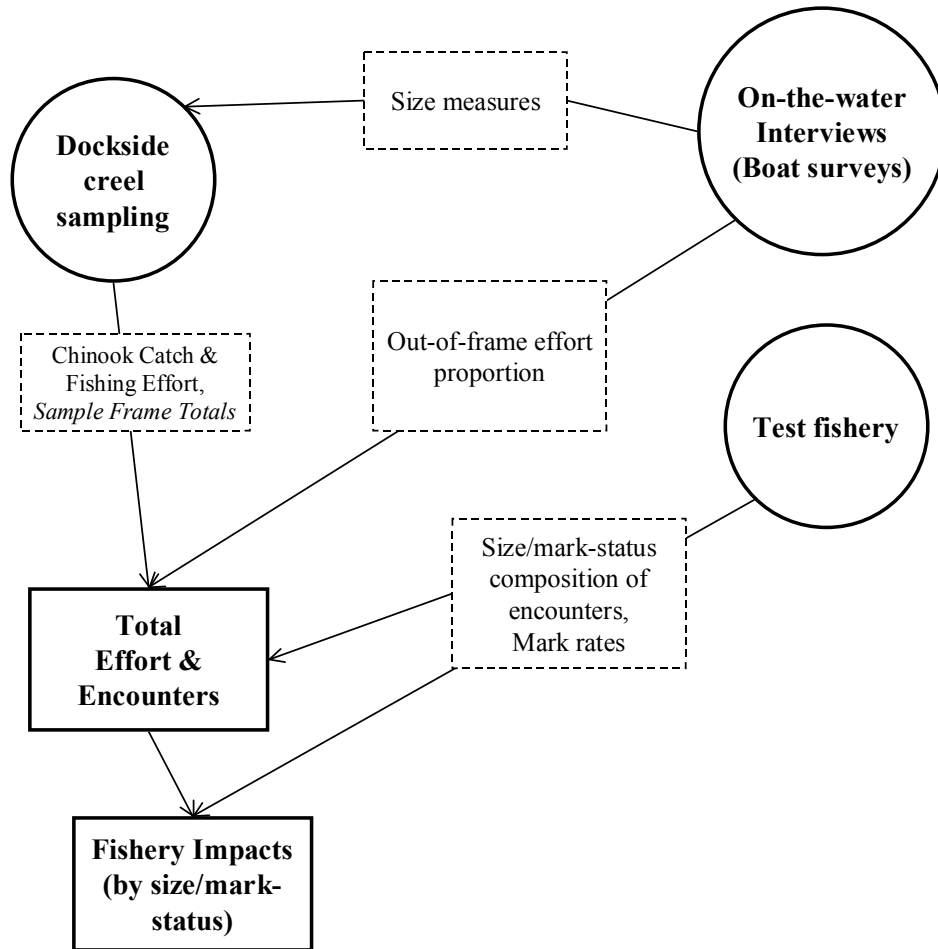 Size measures
On-the-water
Interviews
(Boat surveys)
Dockside
creel
sampling
Chinook Catch &
Fishing Effort,
Sample Frame Totals
Out-of-frame effort
proportion
Test fishery
Size/mark-status
composition of
encounters,
Mark rates
Total
Effort &
Encounters
Fishery Impacts
(by size/mark-
status)